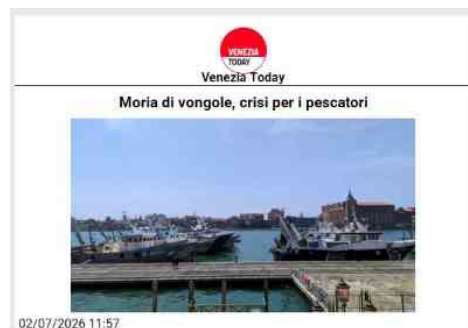 VENEZIA
TODAY
Venezia Today
Moria di vongole, crisi per i pescatori
02/07/2026 11:57